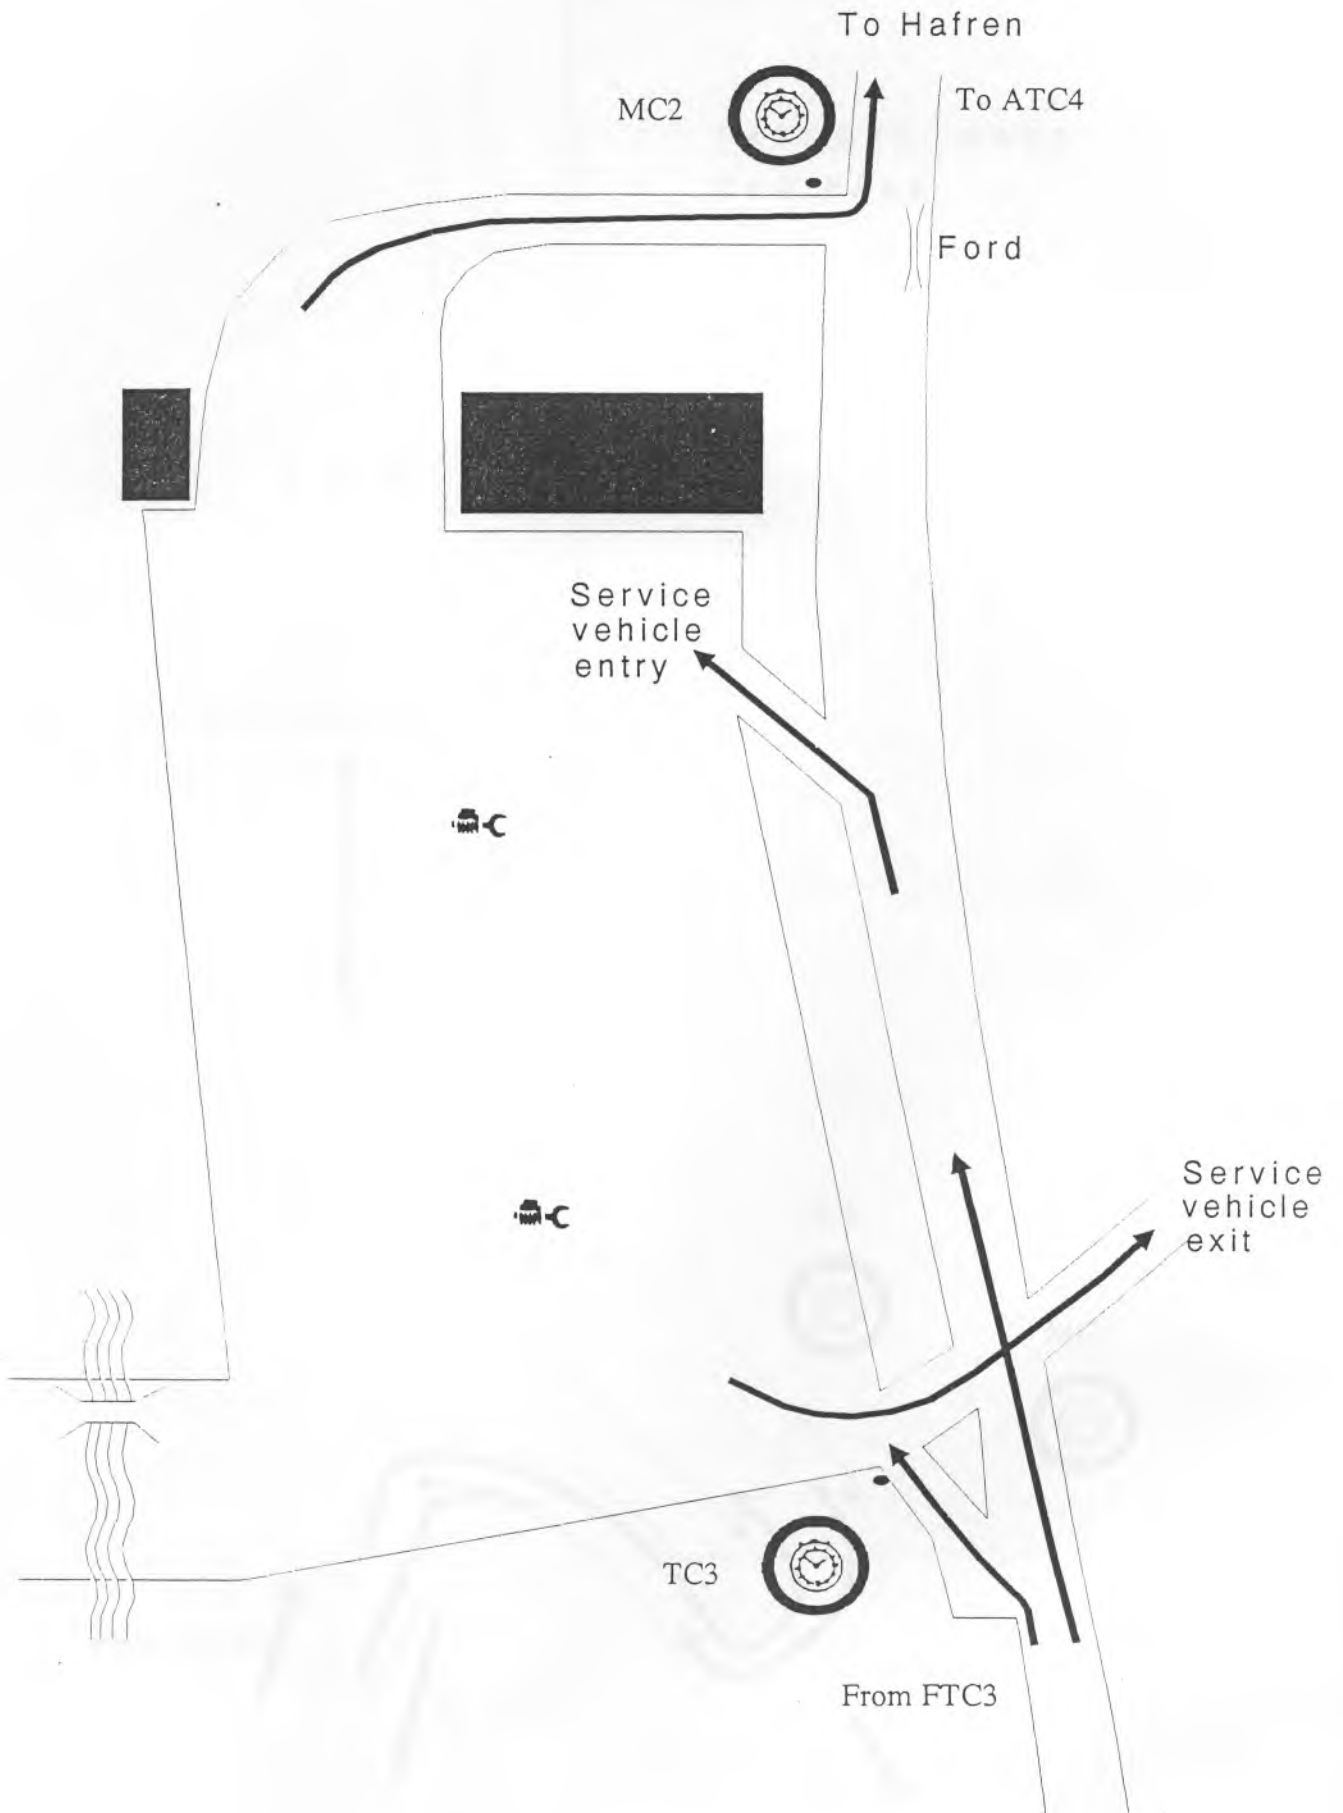 To Hafren
MC2
To ATC4
Ford
Service
vehicle
entry
Service
vehicle
exit
TC3
From FTC3